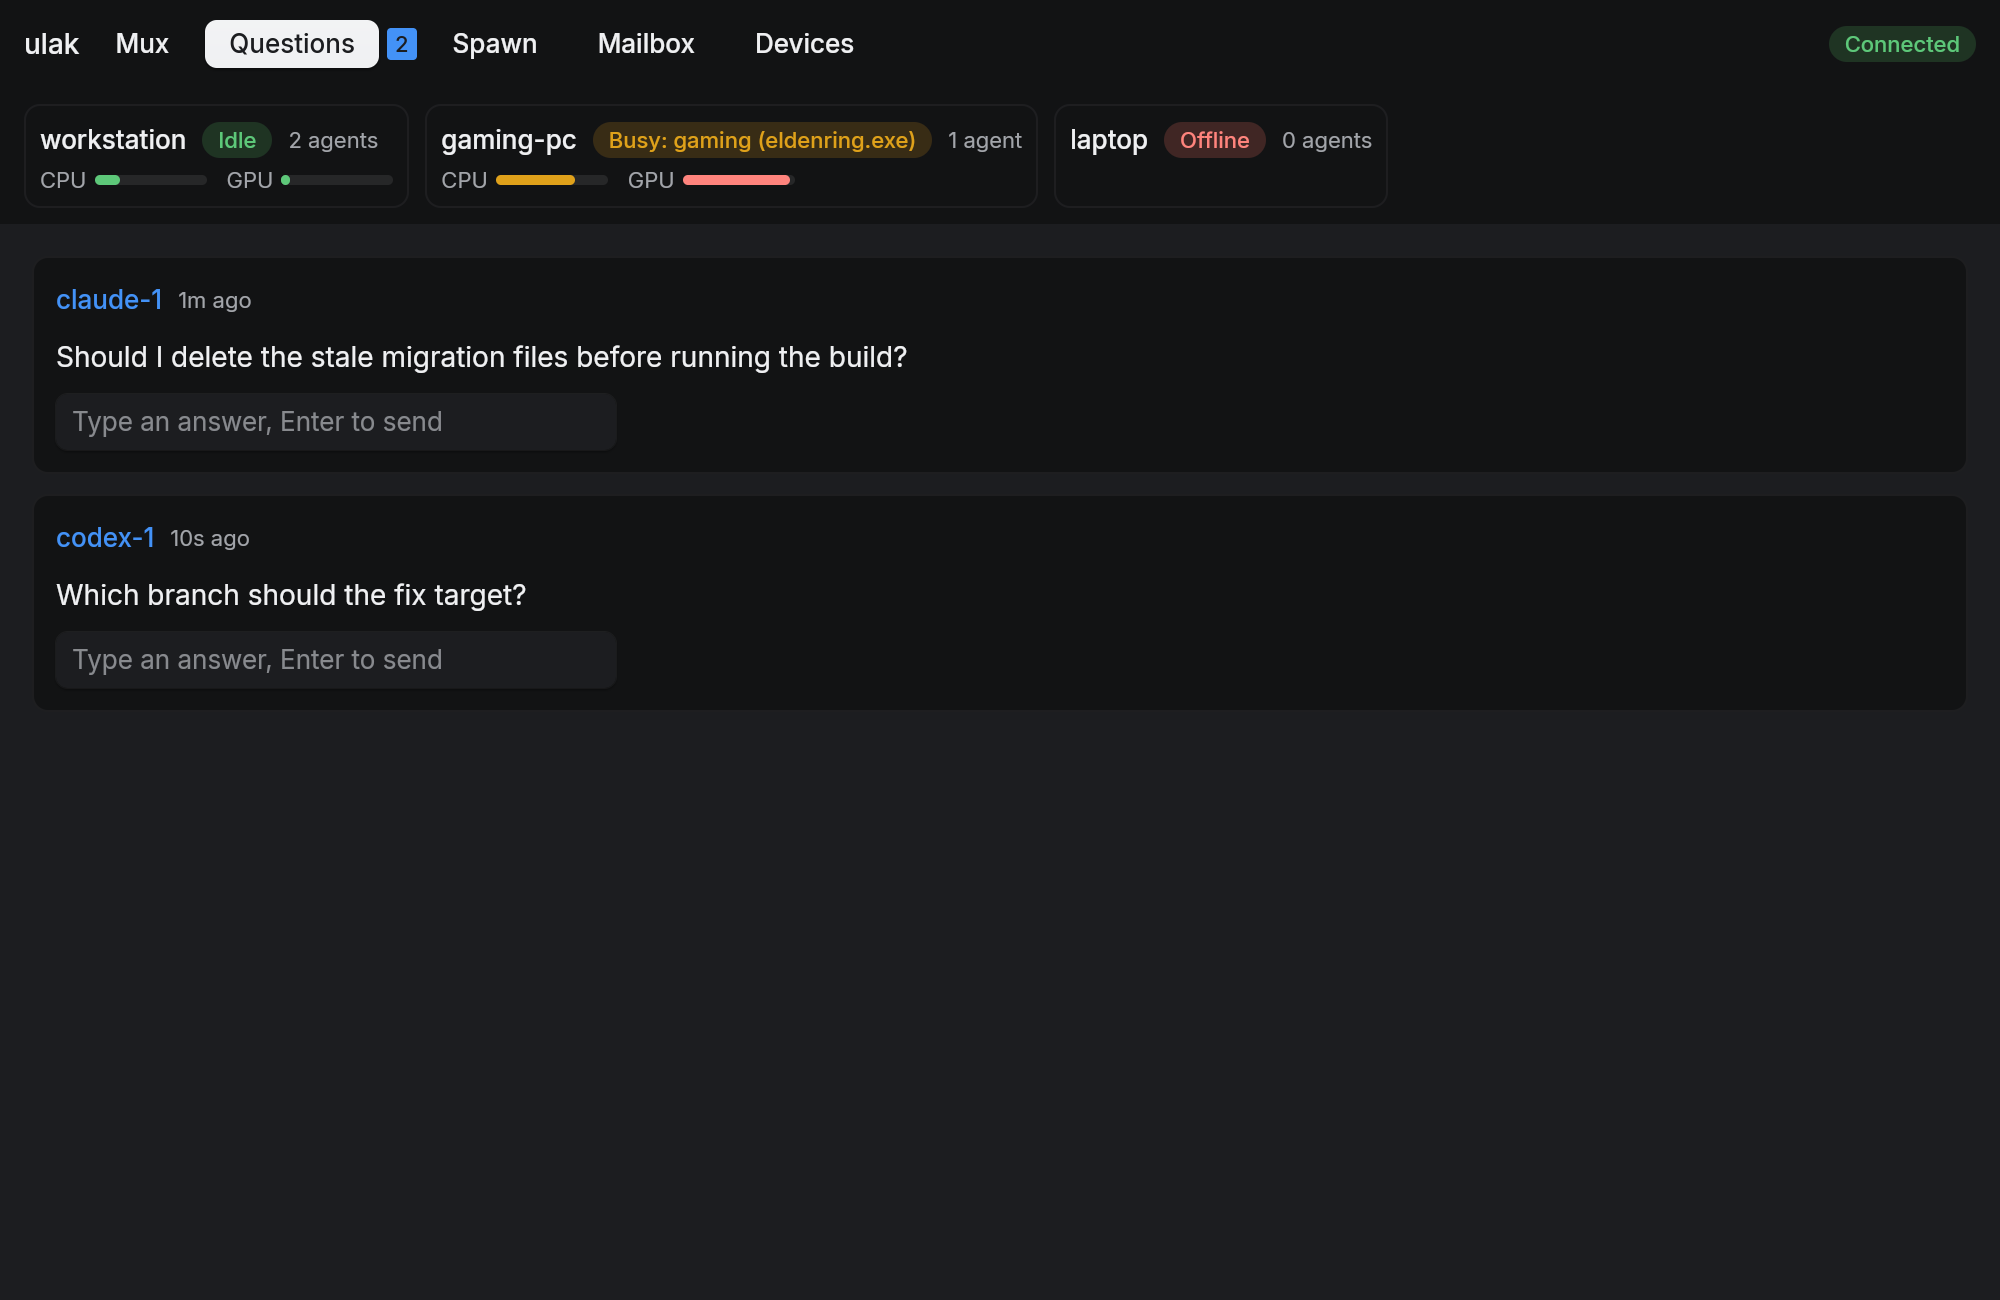 ulak Mux Questions 2 Spawn Mailbox Devices Connected
workstation Idle 2 agents
CPU GPU
gaming-pc Busy: gaming (eldenring.exe) 1 agent
CPU GPU
laptop Offline 0 agents
claude-1 1m ago
Should I delete the stale migration files before running the build?
Type an answer, Enter to send
codex-1 10s ago
Which branch should the fix target?
Type an answer, Enter to send